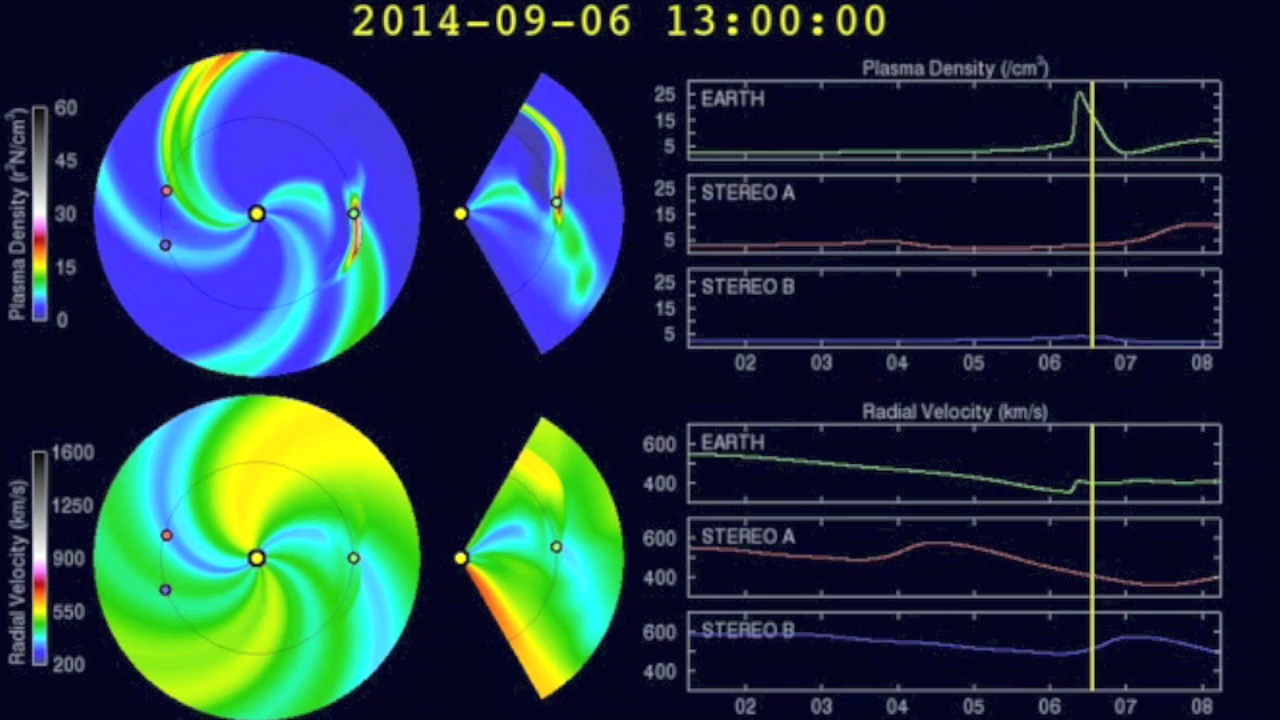 2014-09-06 13:00:00
Plasma Density (r²N/cm³)
60
45
30
15
0
Plasma Density (/cm³)
EARTH
25
15
5
STEREO A
25
15
5
STEREO B
25
15
5
02 03 04 05 06 07 08
Radial Velocity (km/s)
1600
1250
900
550
200
Radial Velocity (km/s)
EARTH
600
400
STEREO A
600
400
STEREO B
600
400
02 03 04 05 06 07 08